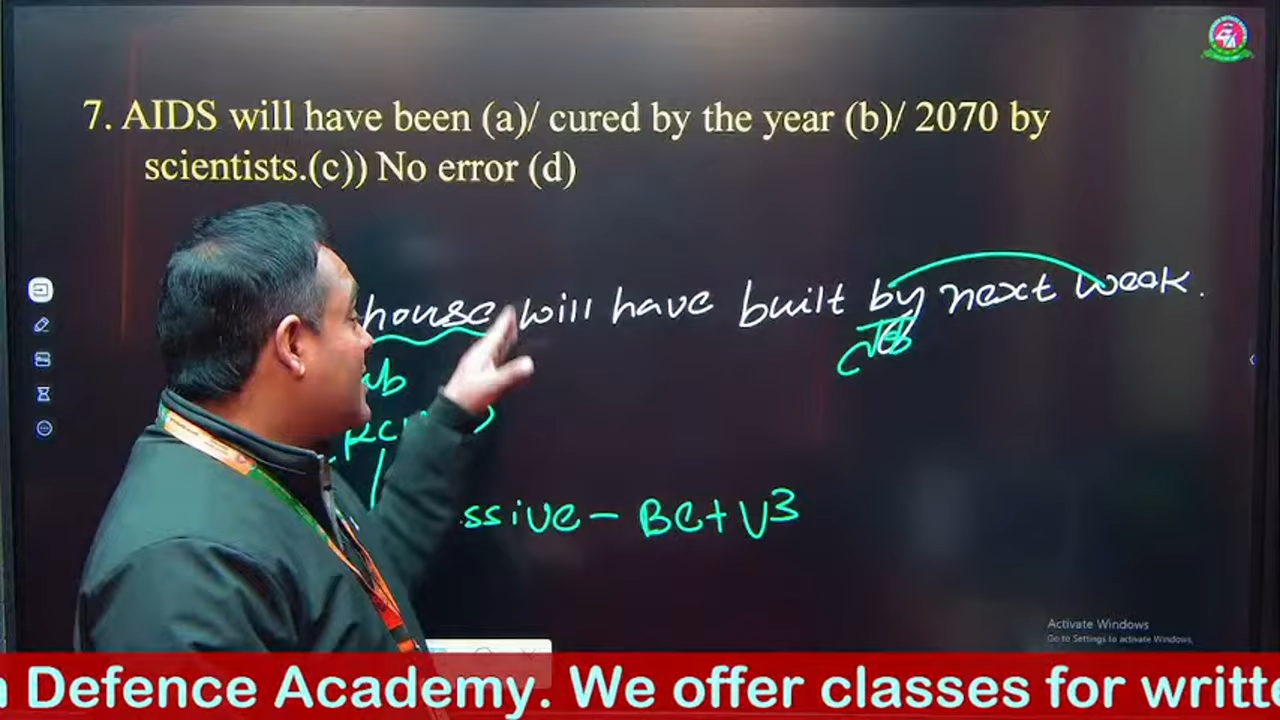 7. AIDS will have been (a)/ cured by the year (b)/ 2070 by
scientists.(c)) No error (d)
house will have built by next week.
ssive – Be + V3
Activate Windows
Go to Settings to activate Windows.
Defence Academy. We offer classes for writte